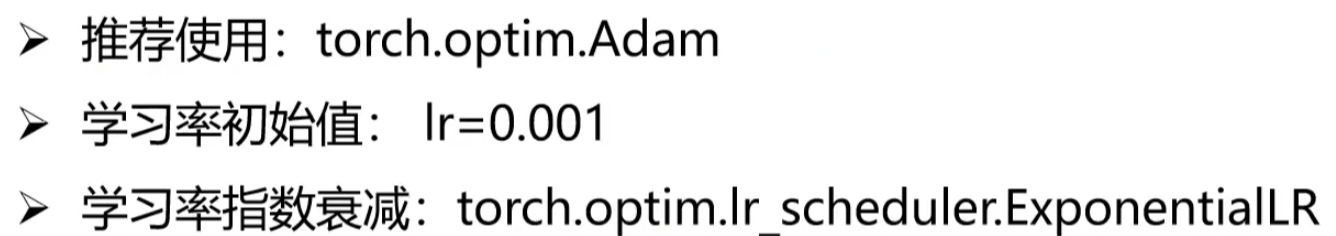 ➢ 推荐使用：torch.optim.Adam
➢ 学习率初始值： lr=0.001
➢ 学习率指数衰减：torch.optim.lr_scheduler.ExponentialLR